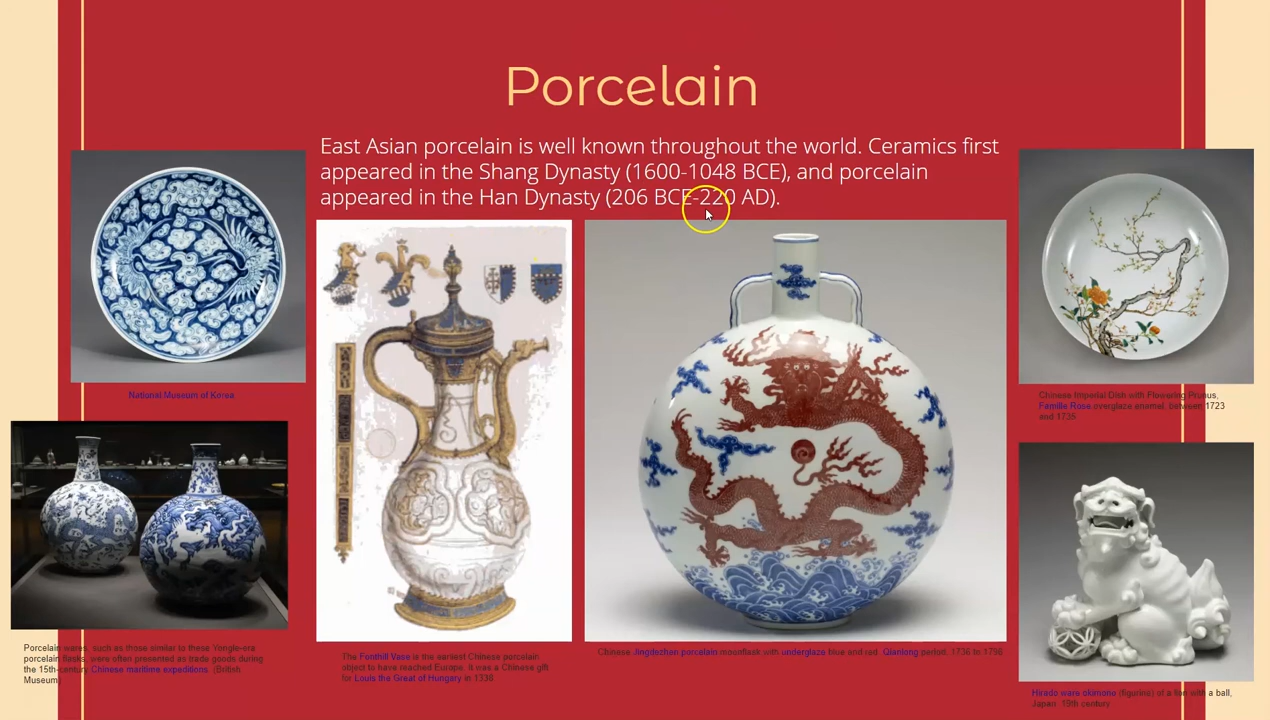 Porcelain
East Asian porcelain is well known throughout the world. Ceramics first
appeared in the Shang Dynasty (1600-1048 BCE), and porcelain
appeared in the Han Dynasty (206 BCE-220 AD).
National Museum of Korea
Porcelain wares, such as those similar to these Yongle-era
porcelain flasks, were often presented as trade goods during
the 15th-century Chinese maritime expeditions. (British
Museum)
The Fonthill Vase is the earliest Chinese porcelain
object to have reached Europe. It was a Chinese gift
for Louis the Great of Hungary in 1338
Chinese Jingdezhen porcelain moonflask with underglaze blue and red. Qianlong period, 1736 to 1796
Chinese Imperial Dish with Flowering Prunus,
Famille Rose overglaze enamel, between 1723
and 1735
Hirado ware okimono (figurine) of a lion with a ball,
Japan, 19th century